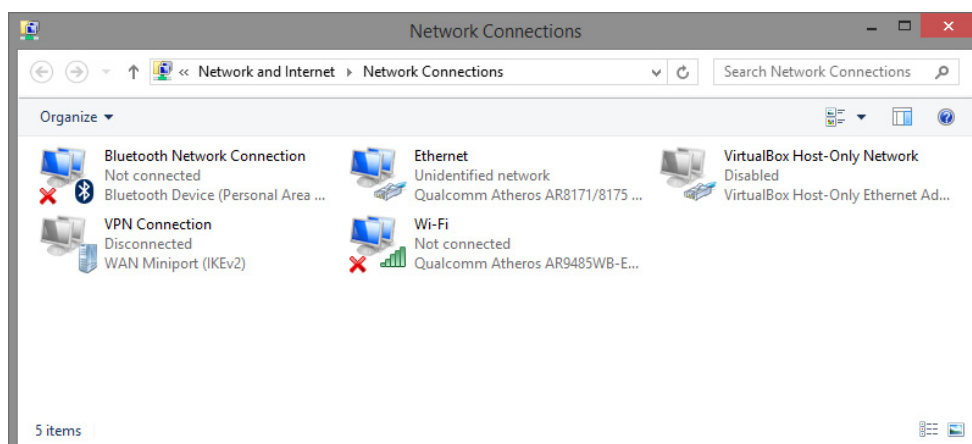 Network Connections
« Network and Internet Network Connections
Search Network Connections
Organize
Bluetooth Network Connection
Not connected
Bluetooth Device (Personal Area ...
Ethernet
Unidentified network
Qualcomm Atheros AR8171/8175 ...
VirtualBox Host-Only Network
Disabled
VirtualBox Host-Only Ethernet Ad...
VPN Connection
Disconnected
WAN Miniport (IKEv2)
Wi-Fi
Not connected
Qualcomm Atheros AR9485WB-E...
5 items